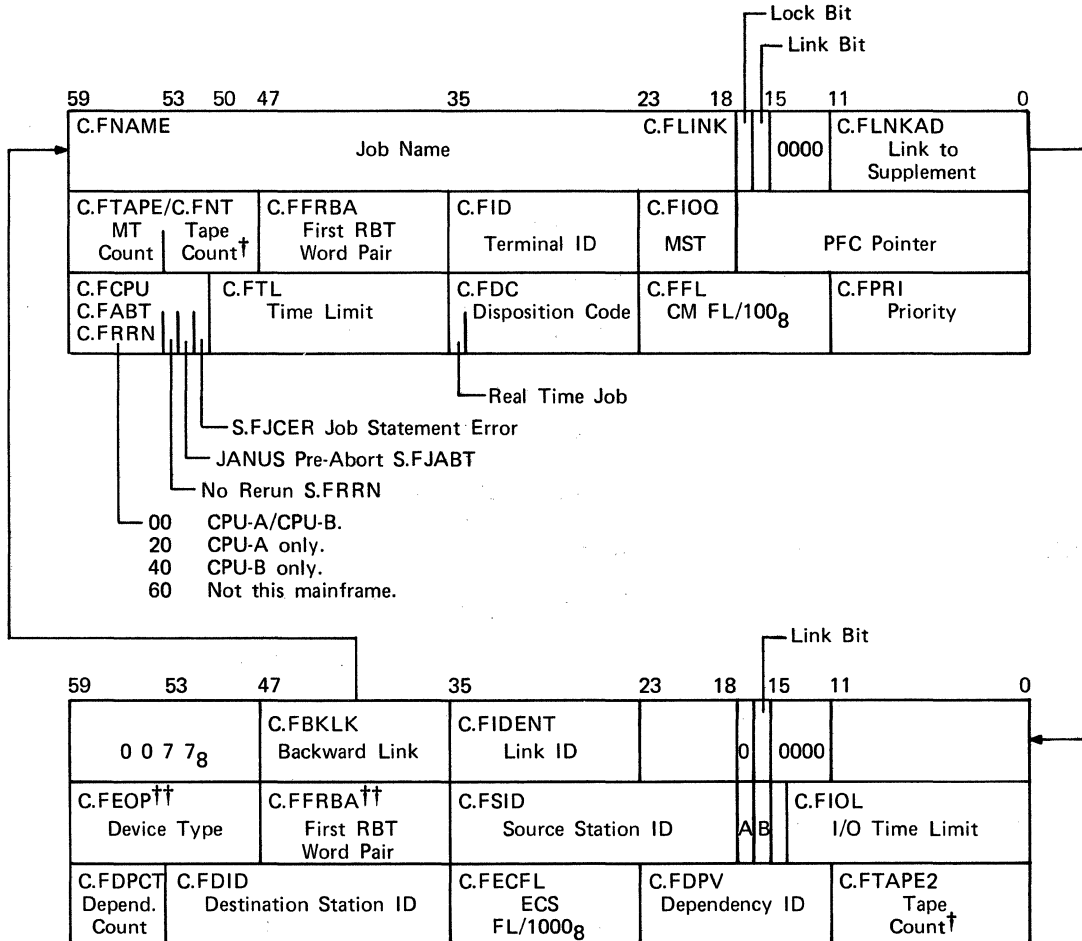 Lock Bit
Link Bit
59 53 50 47 35 23 18 15 11 0
C.FNAME
Job Name
C.FLINK
0000
C.FLNKAD
Link to
Supplement
C.FTAPE/C.FNT
MT
Count
Tape
Count†
C.FFRBA
First RBT
Word Pair
C.FID
Terminal ID
C.FIOQ
MST
PFC Pointer
C.FCPU
C.FABT
C.FRRN
C.FTL
Time Limit
C.FDC
Disposition Code
C.FFL
CM FL/100₈
C.FPRI
Priority
Real Time Job
S.FJCER Job Statement Error
JANUS Pre-Abort S.FJABT
No Rerun S.FRRN
00 CPU-A/CPU-B.
20 CPU-A only.
40 CPU-B only.
60 Not this mainframe.
Link Bit
59 53 47 35 23 18 15 11 0
0 0 7 7₈
C.FBKLK
Backward Link
C.FIDENT
Link ID
0
0000
C.FEOP††
Device Type
C.FFRBA††
First RBT
Word Pair
C.FSID
Source Station ID
A
B
C.FIOL
I/O Time Limit
C.FDPCT
Depend.
Count
C.FDID
Destination Station ID
C.FECFL
ECS
FL/1000₈
C.FDPV
Dependency ID
C.FTAPE2
Tape
Count†